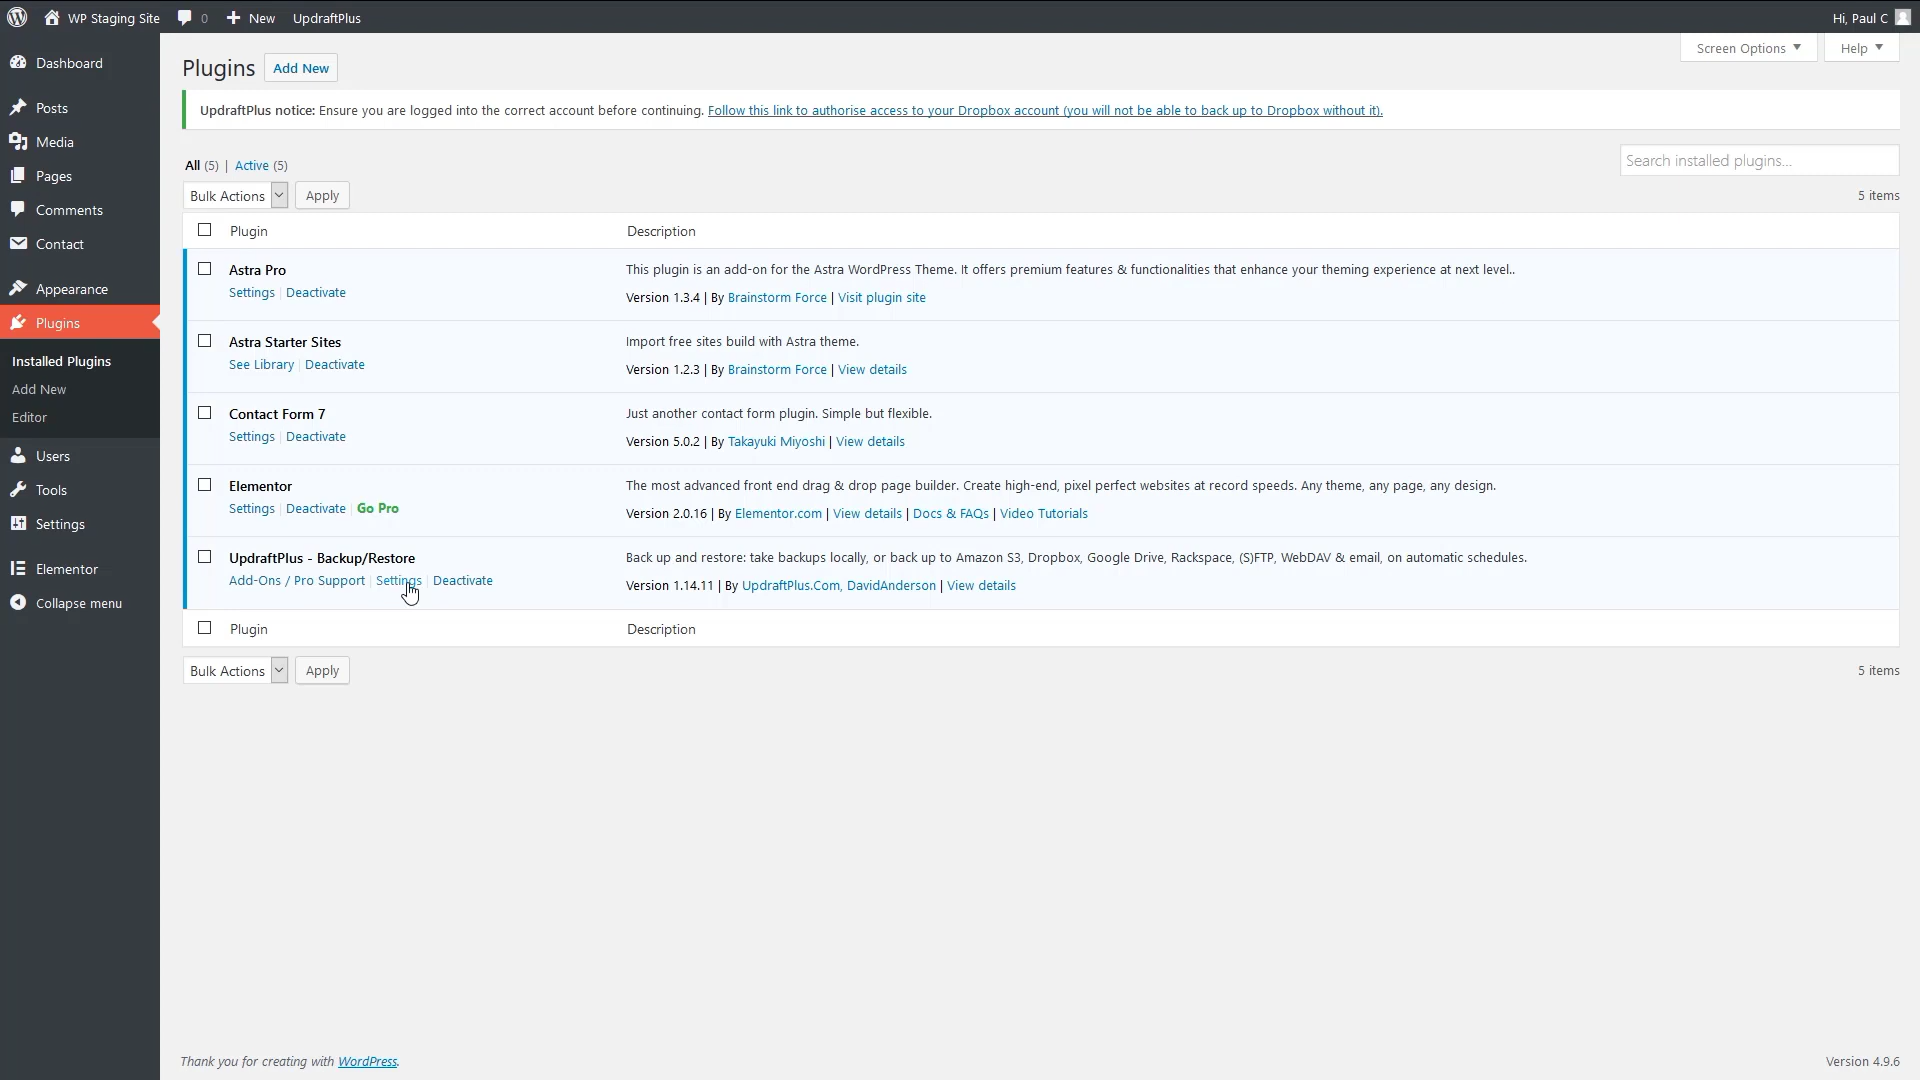 WP Staging Site 0 New UpdraftPlus Hi, Paul C
Screen Options Help
Dashboard
Posts
Media
Pages
Comments
Contact
Appearance
Plugins
Installed Plugins
Add New
Editor
Users
Tools
Settings
Elementor
Collapse menu
Plugins Add New
UpdraftPlus notice: Ensure you are logged into the correct account before continuing. Follow this link to authorise access to your Dropbox account (you will not be able to back up to Dropbox without it).
All (5) | Active (5)
Search installed plugins...
Bulk Actions Apply 5 items
Plugin Description
Astra Pro This plugin is an add-on for the Astra WordPress Theme. It offers premium features & functionalities that enhance your theming experience at next level..
Settings | Deactivate Version 1.3.4 | By Brainstorm Force | Visit plugin site
Astra Starter Sites Import free sites build with Astra theme.
See Library | Deactivate Version 1.2.3 | By Brainstorm Force | View details
Contact Form 7 Just another contact form plugin. Simple but flexible.
Settings | Deactivate Version 5.0.2 | By Takayuki Miyoshi | View details
Elementor The most advanced front end drag & drop page builder. Create high-end, pixel perfect websites at record speeds. Any theme, any page, any design.
Settings | Deactivate | Go Pro Version 2.0.16 | By Elementor.com | View details | Docs & FAQs | Video Tutorials
UpdraftPlus - Backup/Restore Back up and restore: take backups locally, or back up to Amazon S3, Dropbox, Google Drive, Rackspace, (S)FTP, WebDAV & email, on automatic schedules.
Add-Ons / Pro Support | Settings | Deactivate Version 1.14.11 | By UpdraftPlus.Com, DavidAnderson | View details
Plugin Description
Bulk Actions Apply 5 items
Thank you for creating with WordPress. Version 4.9.6